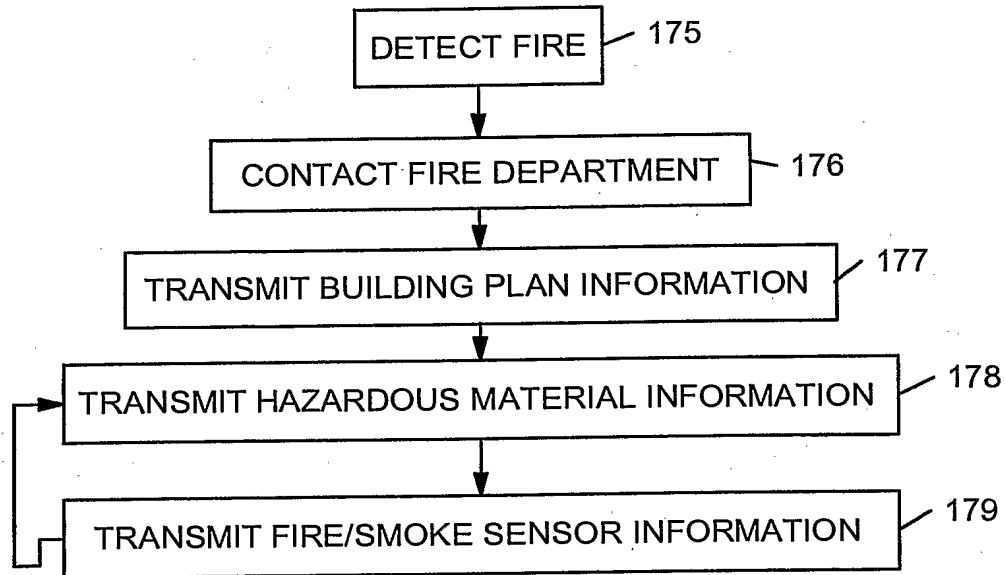 DETECT FIRE 175
CONTACT FIRE DEPARTMENT 176
TRANSMIT BUILDING PLAN INFORMATION 177
TRANSMIT HAZARDOUS MATERIAL INFORMATION 178
TRANSMIT FIRE/SMOKE SENSOR INFORMATION 179